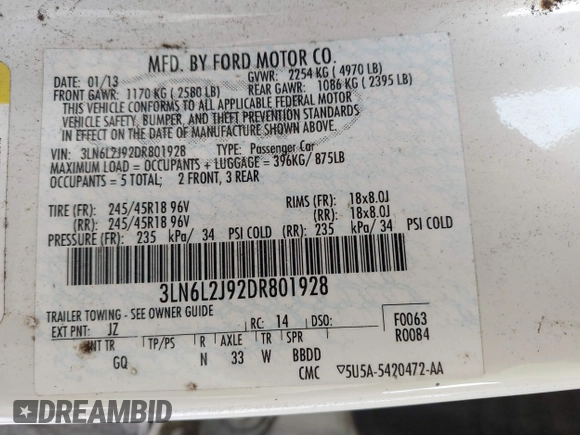 MFD. BY FORD MOTOR CO.
DATE: 01/13 GVWR: 2254 KG ( 4970 LB)
FRONT GAWR: 1170 KG ( 2580 LB) REAR GAWR: 1086 KG ( 2395 LB)
THIS VEHICLE CONFORMS TO ALL APPLICABLE FEDERAL MOTOR
VEHICLE SAFETY, BUMPER, AND THEFT PREVENTION STANDARDS
IN EFFECT ON THE DATE OF MANUFACTURE SHOWN ABOVE.
VIN: 3LN6L2J92DR801928 TYPE: Passenger Car
MAXIMUM LOAD = OCCUPANTS + LUGGAGE = 396KG/ 875LB
OCCUPANTS = 5 TOTAL; 2 FRONT, 3 REAR
TIRE (FR): 245/45R18 96V RIMS (FR): 18x8.0J
(RR): 245/45R18 96V (RR): 18x8.0J
PRESSURE (FR): 235 kPa/ 34 PSI COLD (RR): 235 kPa/ 34 PSI COLD
3LN6L2J92DR801928
TRAILER TOWING - SEE OWNER GUIDE
EXT PNT: JZ RC: 14 DSO: F0063
INT TR TP/PS R AXLE TR SPR R0084
GQ N 33 W BBDD
CMC ▽5U5A-5420472-AA
DREAMBID